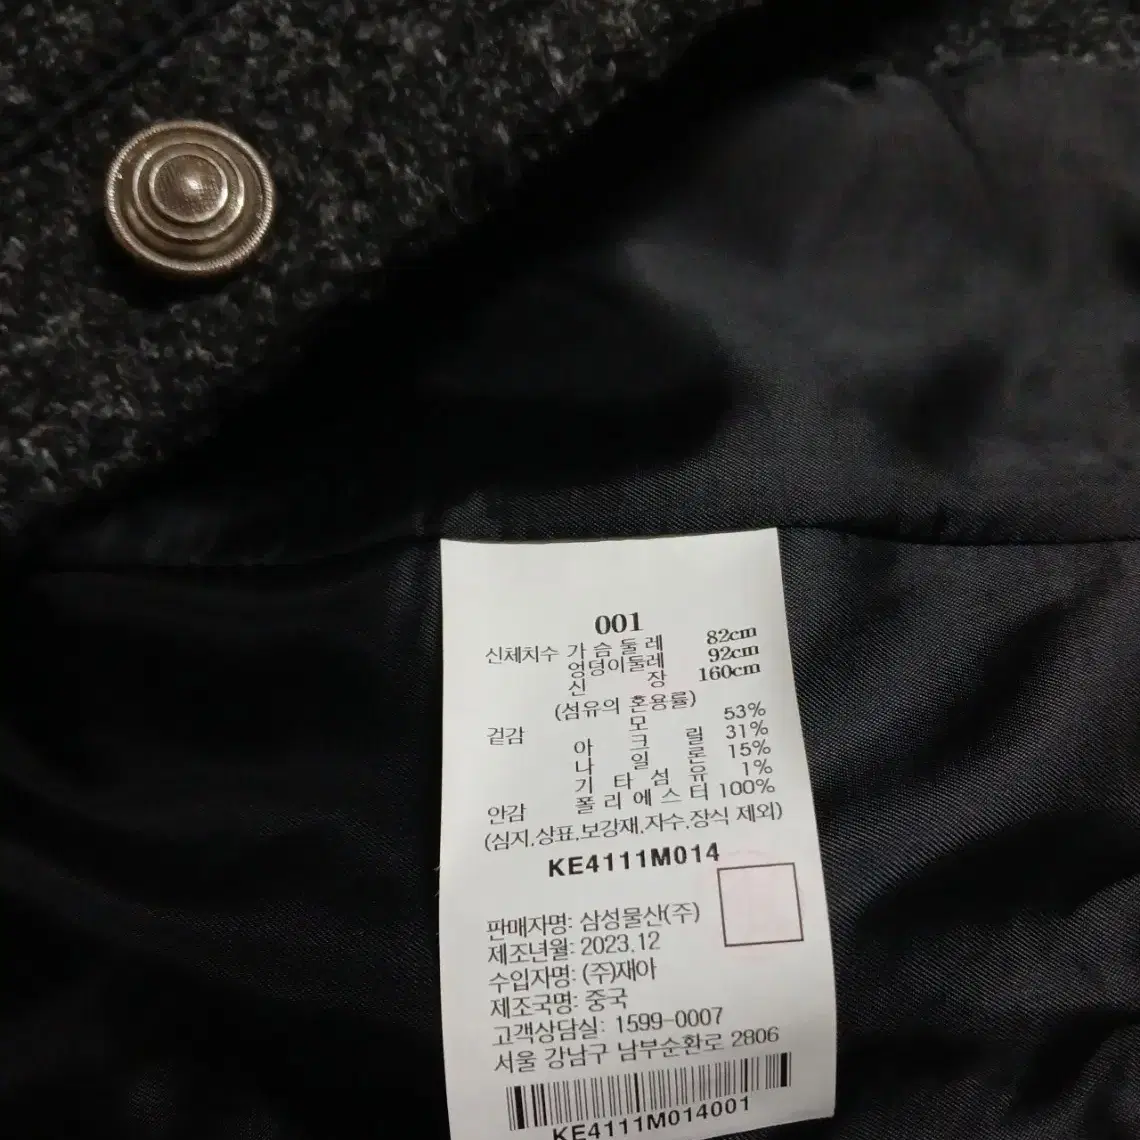 001
신체치수 가 슴 둘 레 82cm
엉덩이둘레 92cm
신 장 160cm
(섬유의 혼용률)
겉감 모 53%
아 크 릴 31%
나 일 론 15%
기 타 섬 유 1%
안감 폴 리 에 스 터 100%
(심지.상표.보강재.자수.장식 제외)
KE4111M014
판매자명: 삼성물산(주)
제조년월: 2023.12
수입자명: (주)재아
제조국명: 중국
고객상담실: 1599-0007
서울 강남구 남부순환로 2806
KE4111M014001